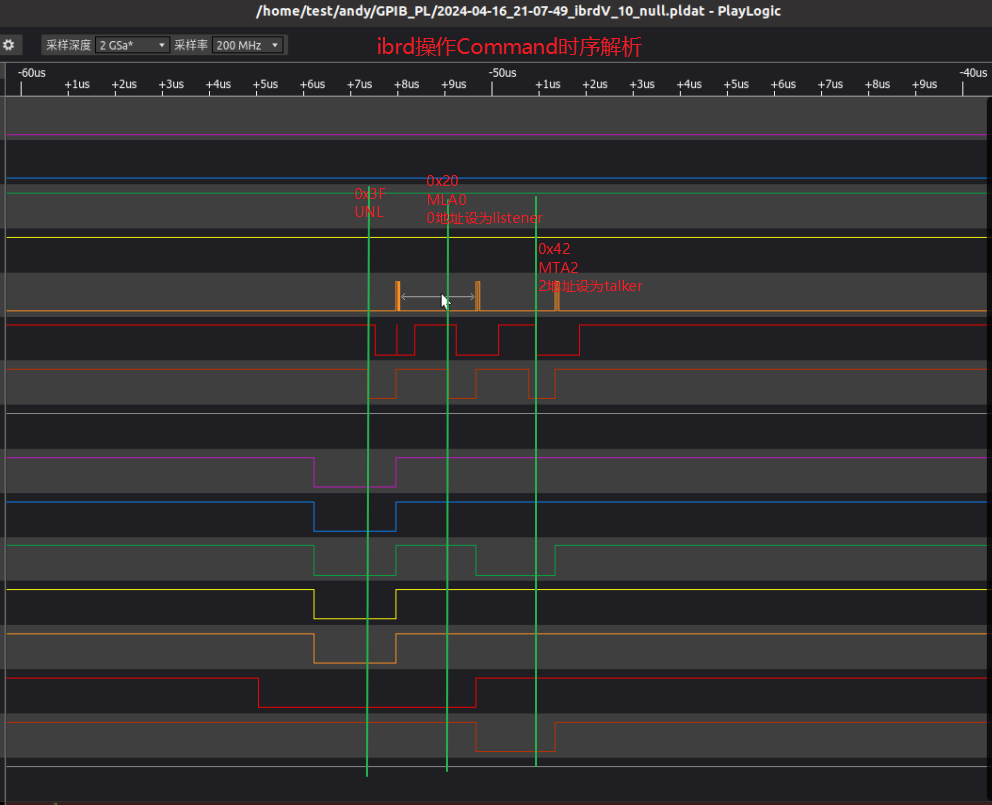 /home/test/andy/GPIB_PL/2024-04-16_21-07-49_ibrdV_10_null.pldat - PlayLogic
采样深度 2 GSa* 采样率 200 MHz
ibrd操作Command时序解析
-60us -50us -40us
+1us +2us +3us +4us +5us +6us +7us +8us +9us +1us +2us +3us +4us +5us +6us +7us +8us +9us
0x3F
UNL
0x20
MLA0
0地址设为listener
0x42
MTA2
2地址设为talker